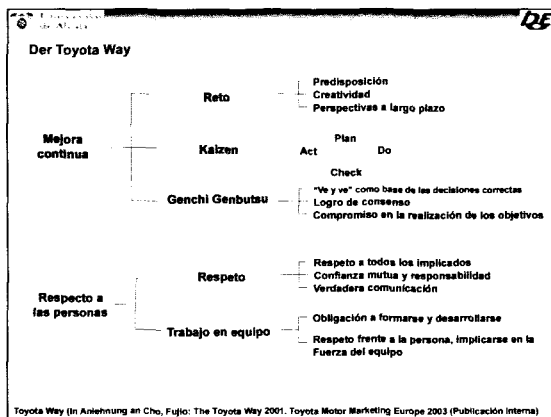 Der Toyota Way
Predisposición
Reto
Creatividad
Perspectivas a largo plazo
Mejora
continua
Kaizen
Plan
Act
Do
Check
Genchi Genbutsu
"Ve y ve" como base de las decisiones correctas
Logro de consenso
Compromiso en la realización de los objetivos
Respecto a
las personas
Respeto
Respeto a todos los implicados
Confianza mutua y responsabilidad
Verdadera comunicación
Trabajo en equipo
Obligación a formarse y desarrollarse
Respeto frente a la persona, implicarse en la
Fuerza del equipo
Toyota Way (In Anlehnung an Cho, Fujio: The Toyota Way 2001. Toyota Motor Marketing Europe 2003 (Publicación Interna)